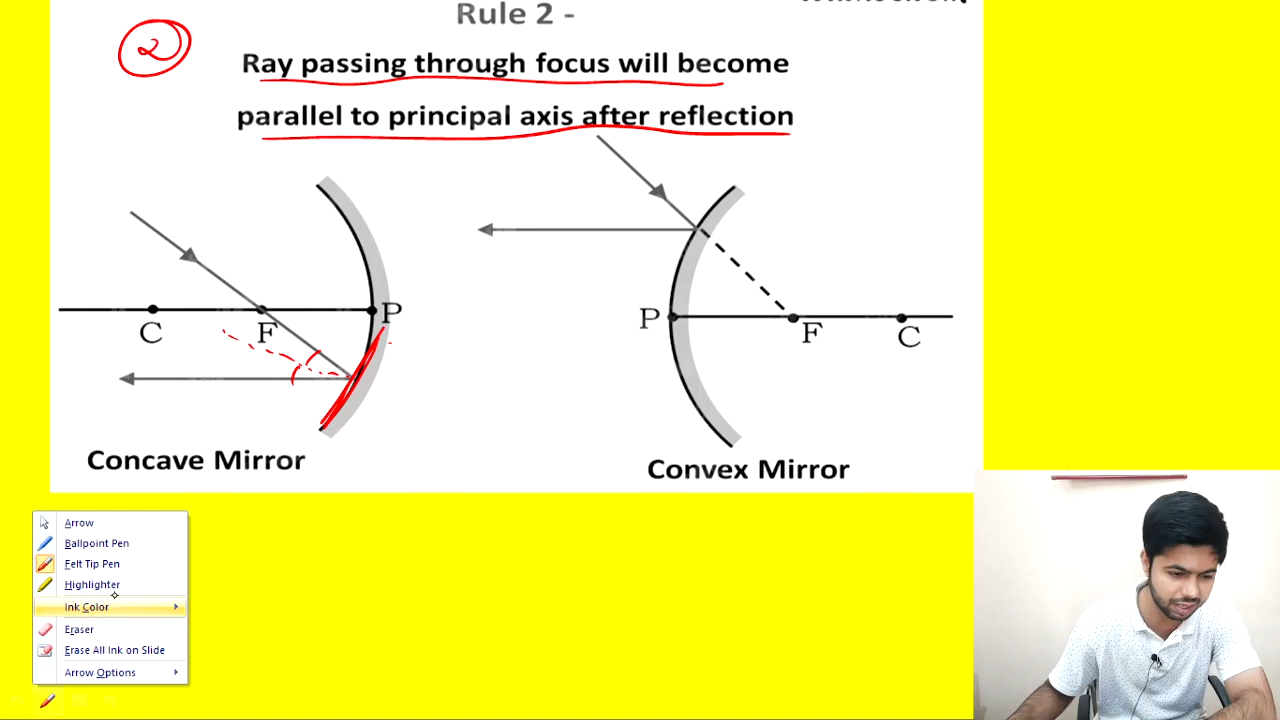 Rule 2 -
2
Ray passing through focus will become
parallel to principal axis after reflection
C
F
P
Concave Mirror
P
F
C
Convex Mirror
Arrow
Ballpoint Pen
Felt Tip Pen
Highlighter
Ink Color
Eraser
Erase All Ink on Slide
Arrow Options